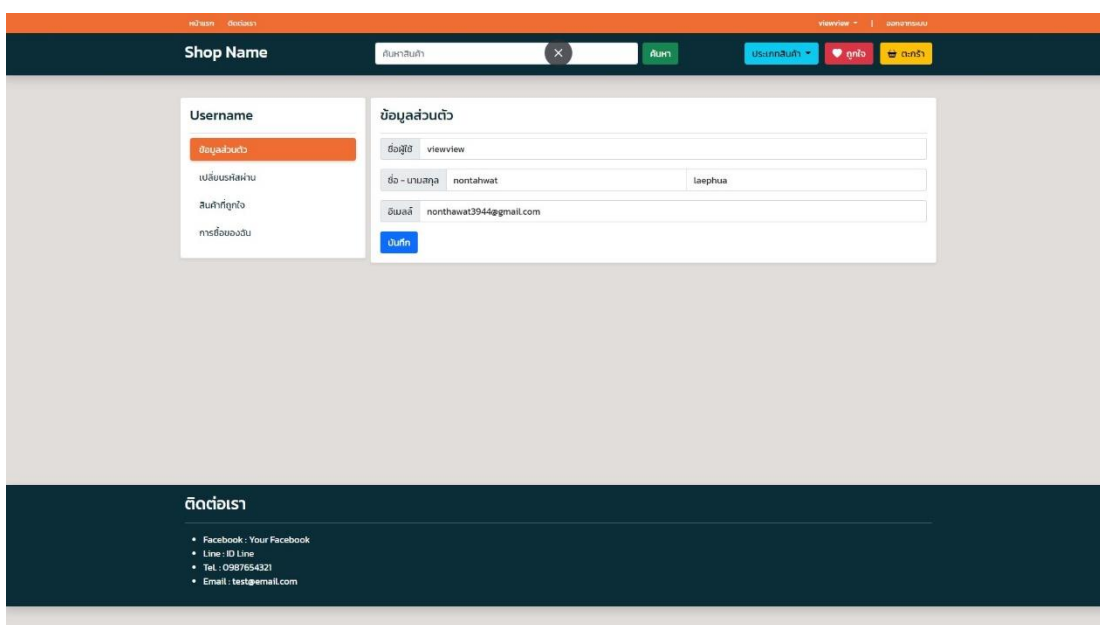 หน้าแรก ติดต่อเรา viewview | ออกจากระบบ
Shop Name ค้นหาสินค้า ค้นหา ประเภทสินค้า ถูกใจ ตะกร้า
Username
ข้อมูลส่วนตัว
เปลี่ยนรหัสผ่าน
สินค้าที่ถูกใจ
การซื้อของฉัน
ข้อมูลส่วนตัว
ชื่อผู้ใช้ viewview
ชื่อ - นามสกุล nontahwat laephua
อีเมลล์ nonthawat3944@gmail.com
บันทึก
ติดต่อเรา
Facebook : Your Facebook
Line : ID Line
Tel. : 0987654321
Email : test@email.com